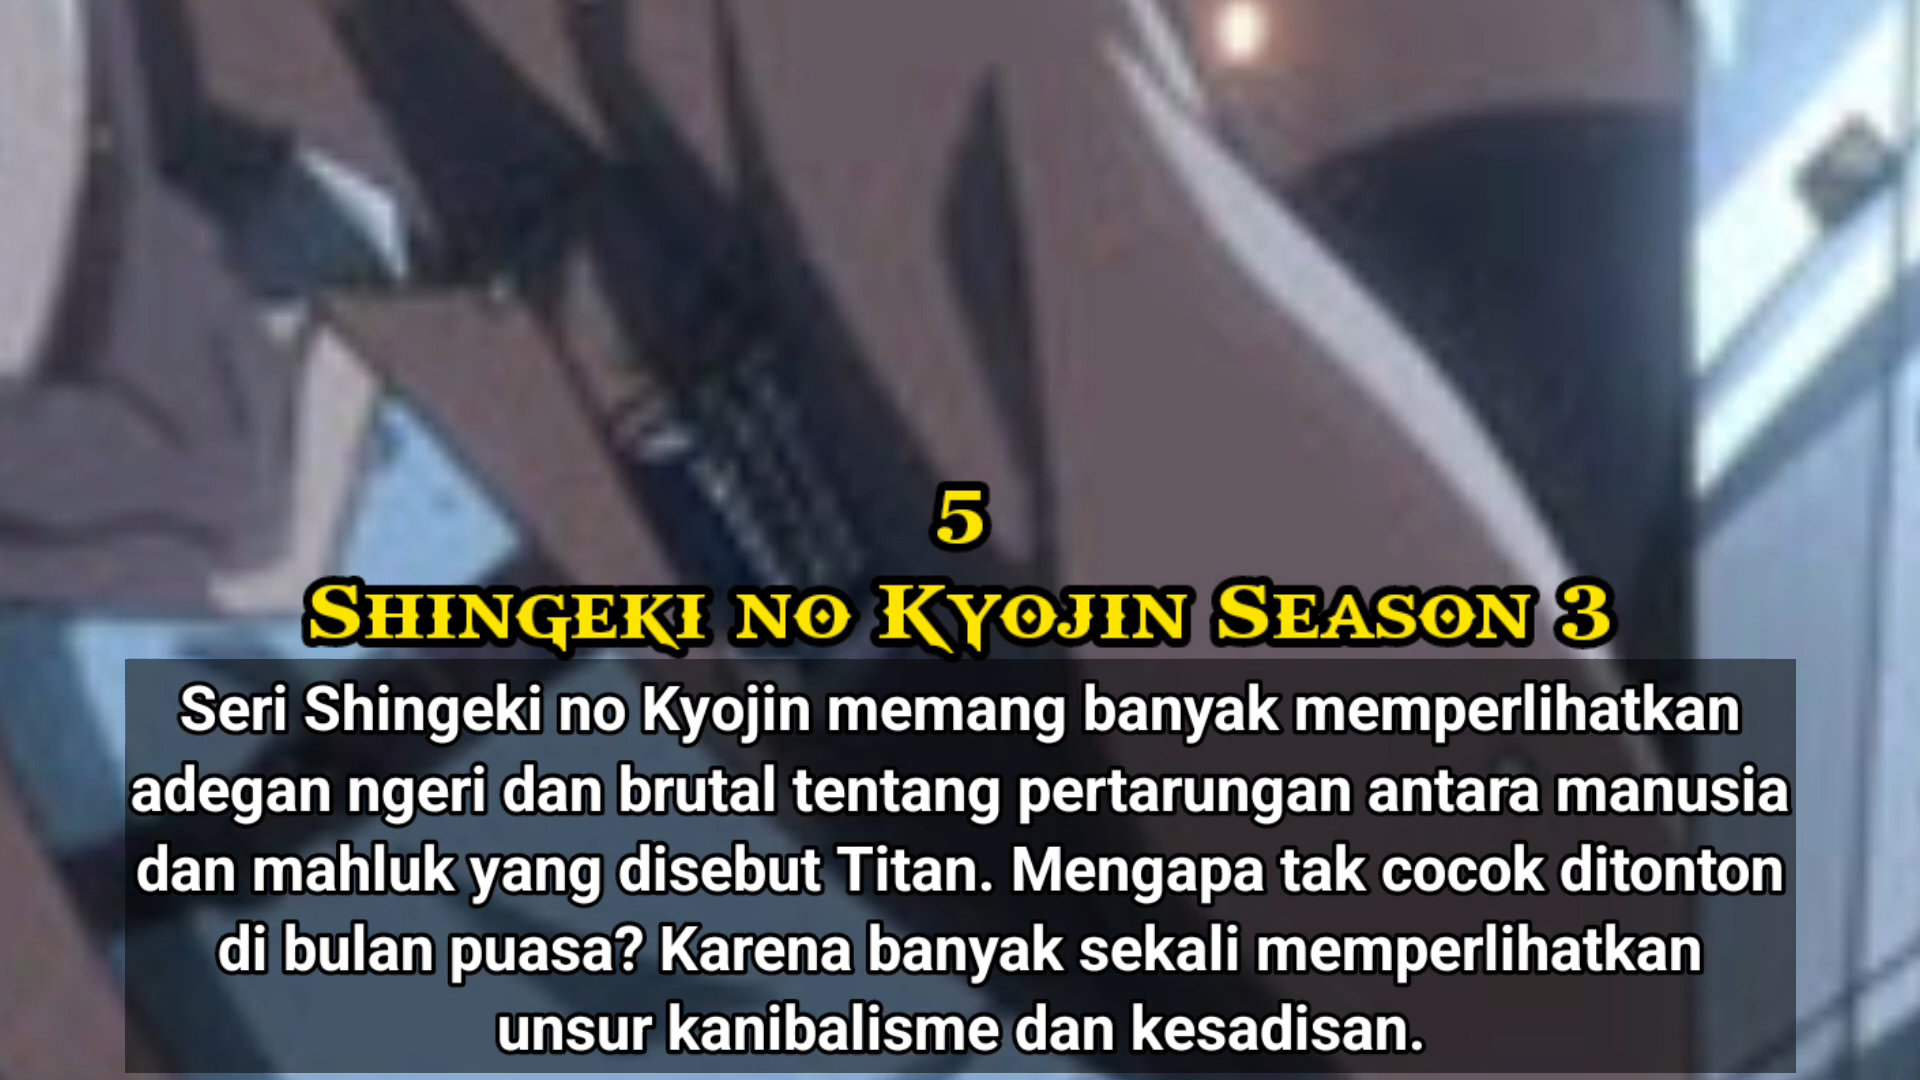 5
Shingeki no Kyojin Season 3
Seri Shingeki no Kyojin memang banyak memperlihatkan
adegan ngeri dan brutal tentang pertarungan antara manusia
dan mahluk yang disebut Titan. Mengapa tak cocok ditonton
di bulan puasa? Karena banyak sekali memperlihatkan
unsur kanibalisme dan kesadisan.